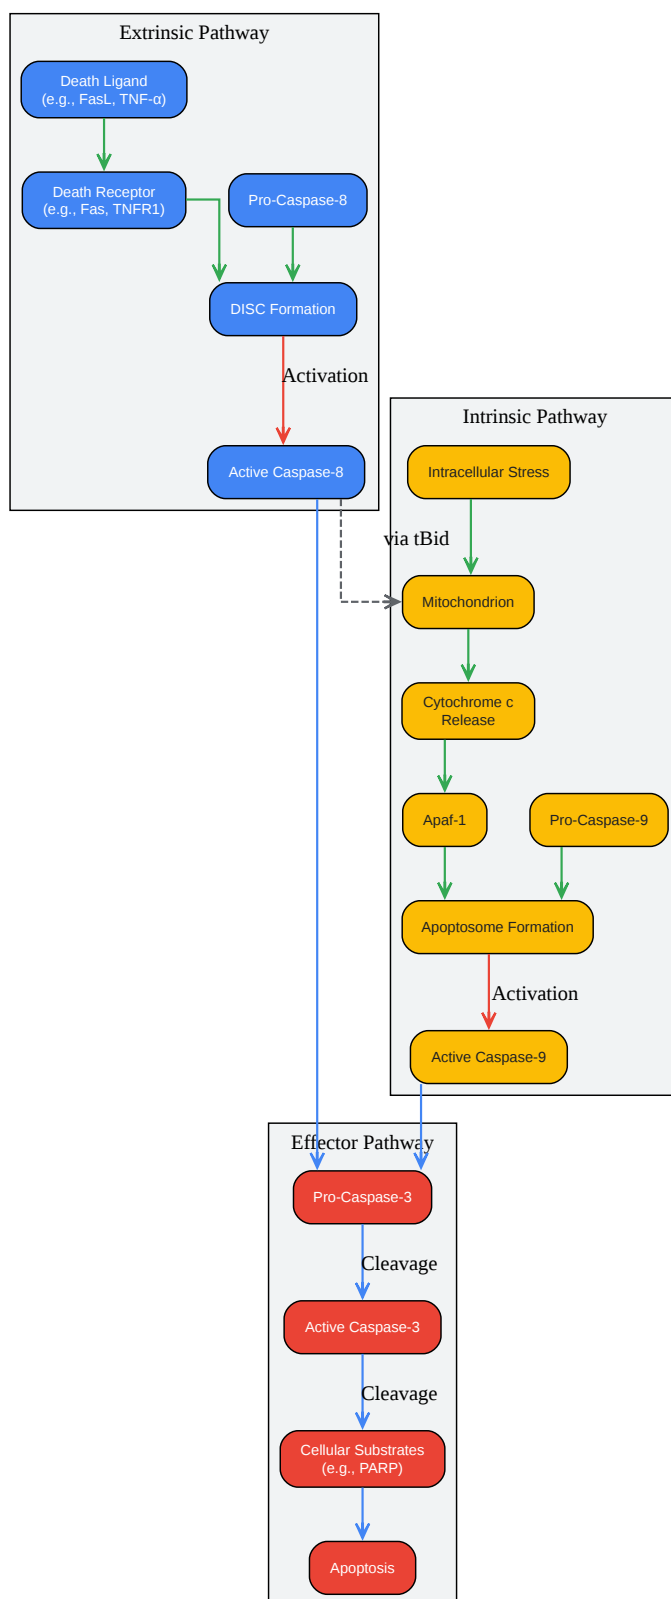 Extrinsic Pathway
Death Ligand
(e.g., FasL, TNF-α)
Death Receptor
(e.g., Fas, TNFR1)
Pro-Caspase-8
DISC Formation
Activation
Active Caspase-8
Intrinsic Pathway
Intracellular Stress
via tBid
Mitochondrion
Cytochrome c
Release
Apaf-1
Pro-Caspase-9
Apoptosome Formation
Activation
Active Caspase-9
Effector Pathway
Pro-Caspase-3
Cleavage
Active Caspase-3
Cleavage
Cellular Substrates
(e.g., PARP)
Apoptosis